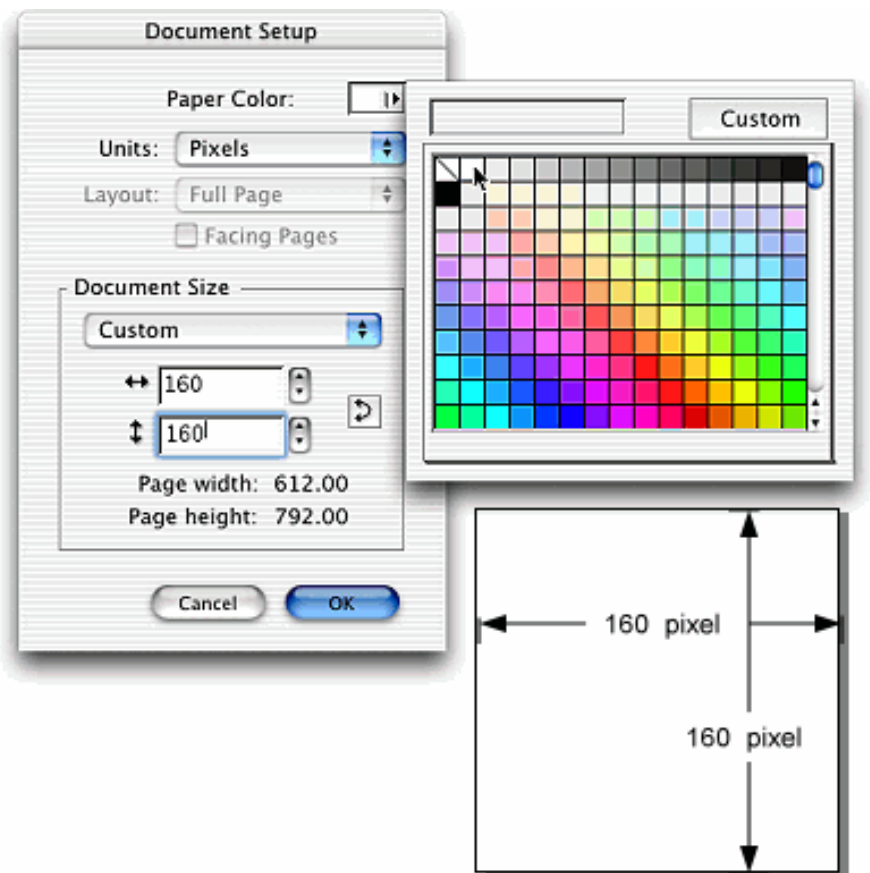 Document Setup
Paper Color:
Units: Pixels
Layout: Full Page
Facing Pages
Document Size
Custom
160
160
Page width: 612.00
Page height: 792.00
Cancel OK
Custom
160 pixel
160 pixel